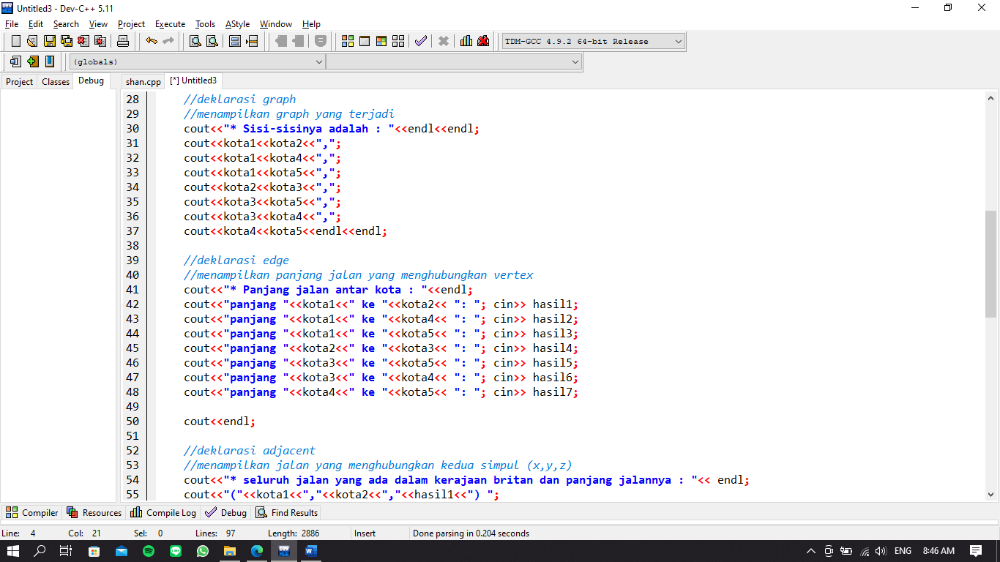 Untitled3 - Dev-C++ 5.11
File Edit Search View Project Execute Tools AStyle Window Help
TDM-GCC 4.9.2 64-bit Release
(globals)
Project Classes Debug shan.cpp [*] Untitled3
28 //deklarasi graph
29 //menampilkan graph yang terjadi
30 cout<<"* Sisi-sisinya adalah : "<<endl<<endl;
31 cout<<kota1<<kota2<<",";
32 cout<<kota1<<kota4<<",";
33 cout<<kota1<<kota5<<",";
34 cout<<kota2<<kota3<<",";
35 cout<<kota3<<kota5<<",";
36 cout<<kota3<<kota4<<",";
37 cout<<kota4<<kota5<<endl<<endl;
38
39 //deklarasi edge
40 //menampilkan panjang jalan yang menghubungkan vertex
41 cout<<"* Panjang jalan antar kota : "<<endl;
42 cout<<"panjang "<<kota1<<" ke "<<kota2<< ": "; cin>> hasil1;
43 cout<<"panjang "<<kota1<<" ke "<<kota4<< ": "; cin>> hasil2;
44 cout<<"panjang "<<kota1<<" ke "<<kota5<< ": "; cin>> hasil3;
45 cout<<"panjang "<<kota2<<" ke "<<kota3<< ": "; cin>> hasil4;
46 cout<<"panjang "<<kota3<<" ke "<<kota5<< ": "; cin>> hasil5;
47 cout<<"panjang "<<kota3<<" ke "<<kota4<< ": "; cin>> hasil6;
48 cout<<"panjang "<<kota4<<" ke "<<kota5<< ": "; cin>> hasil7;
49
50 cout<<endl;
51
52 //deklarasi adjacent
53 //menampilkan jalan yang menghubungkan kedua simpul (x,y,z)
54 cout<<"* seluruh jalan yang ada dalam kerajaan britan dan panjang jalannya : "<< endl;
55 cout<<"("<<kota1<<","<<kota2<<","<<hasil1<<") ";
Compiler Resources Compile Log Debug Find Results
Line: 4 Col: 21 Sel: 0 Lines: 97 Length: 2886 Insert Done parsing in 0.204 seconds
ENG 8:46 AM